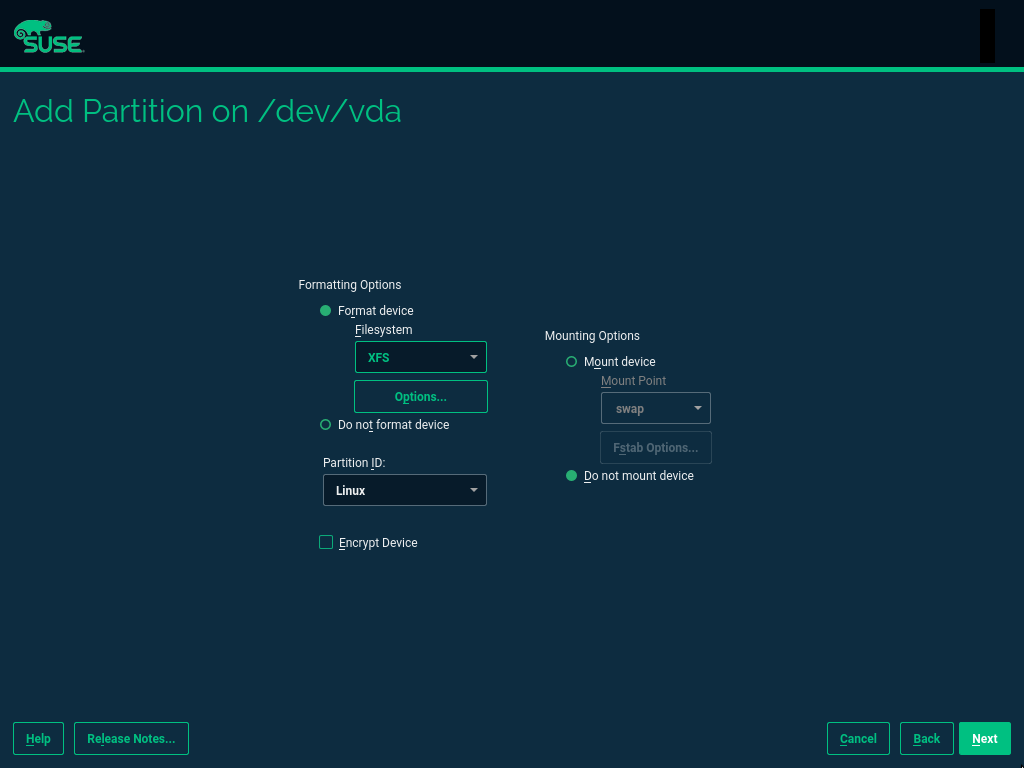 SUSE
Add Partition on /dev/vda
Formatting Options
Format device
Filesystem
XFS
Options...
Do not format device
Partition ID:
Linux
Encrypt Device
Mounting Options
Mount device
Mount Point
swap
Fstab Options...
Do not mount device
Help
Release Notes...
Cancel
Back
Next